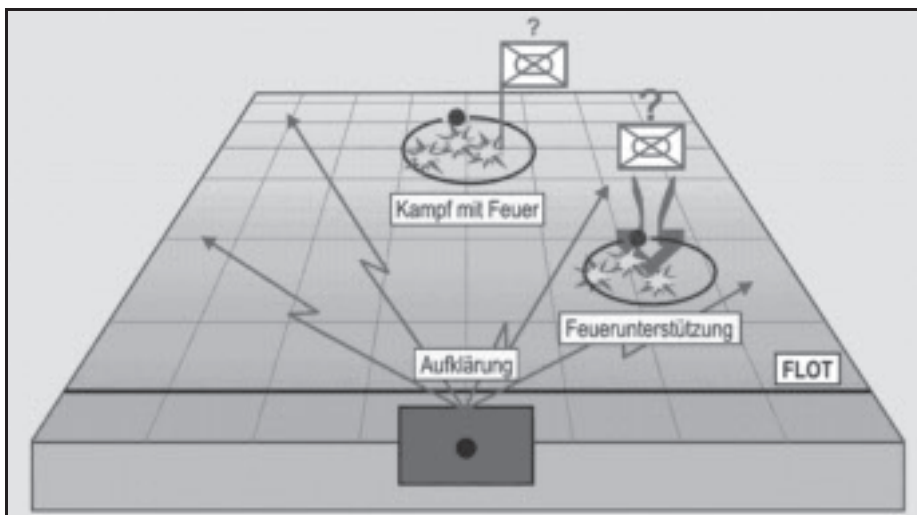 ?
?
Kampf mit Feuer
Feuerunterstützung
Aufklärung
FLOT